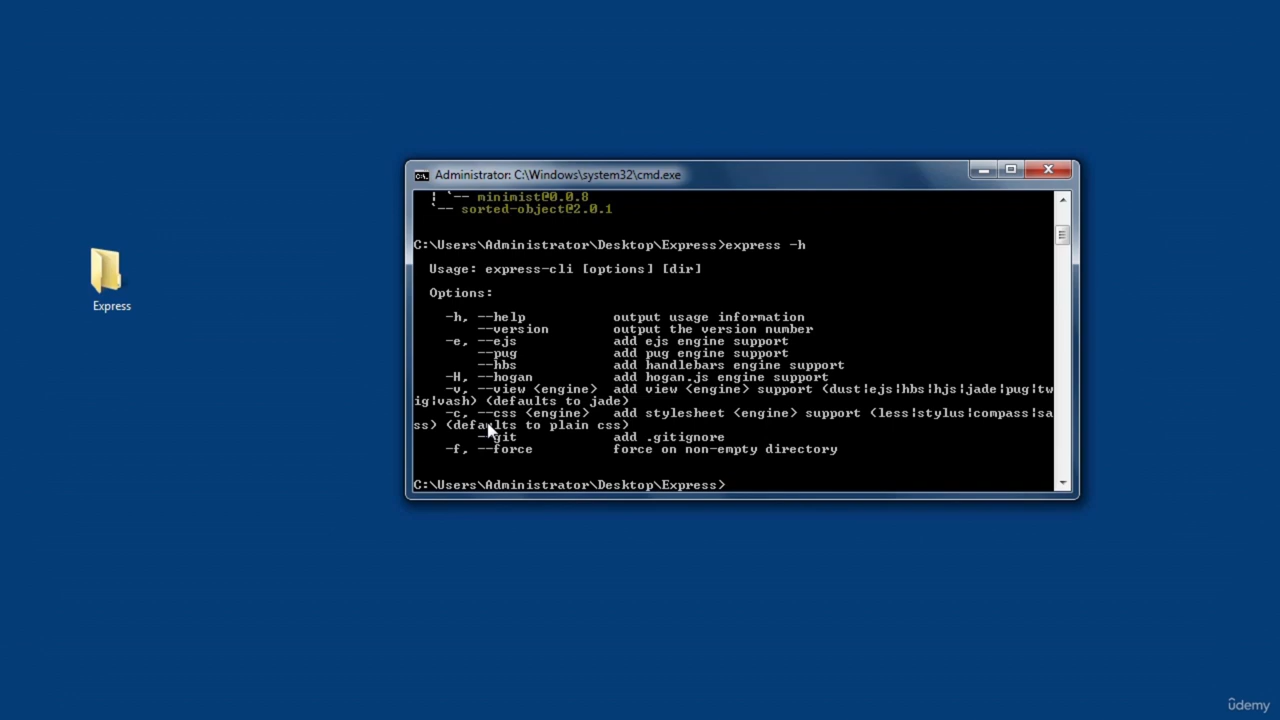 Express
Administrator: C:\Windows\system32\cmd.exe
| `-- minimist@0.0.8
`-- sorted-object@2.0.1
C:\Users\Administrator\Desktop\Express>express -h
Usage: express-cli [options] [dir]
Options:
-h, --help output usage information
--version output the version number
-e, --ejs add ejs engine support
--pug add pug engine support
--hbs add handlebars engine support
-H, --hogan add hogan.js engine support
-v, --view <engine> add view <engine> support (dust|ejs|hbs|hjs|jade|pug|tw
ig|vash) (defaults to jade)
-c, --css <engine> add stylesheet <engine> support (less|stylus|compass|sa
ss) (defaults to plain css)
--git add .gitignore
-f, --force force on non-empty directory
C:\Users\Administrator\Desktop\Express>
ûdemy